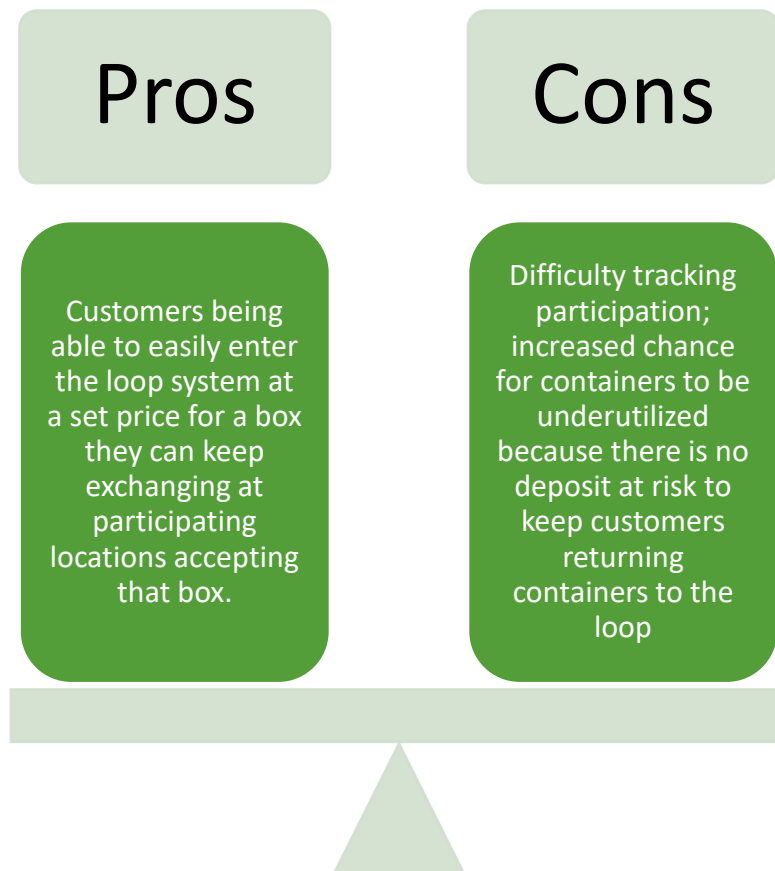 Pros
Cons
Customers being
able to easily enter
the loop system at
a set price for a box
they can keep
exchanging at
participating
locations accepting
that box.
Difficulty tracking
participation;
increased chance
for containers to be
underutilized
because there is no
deposit at risk to
keep customers
returning
containers to the
loop